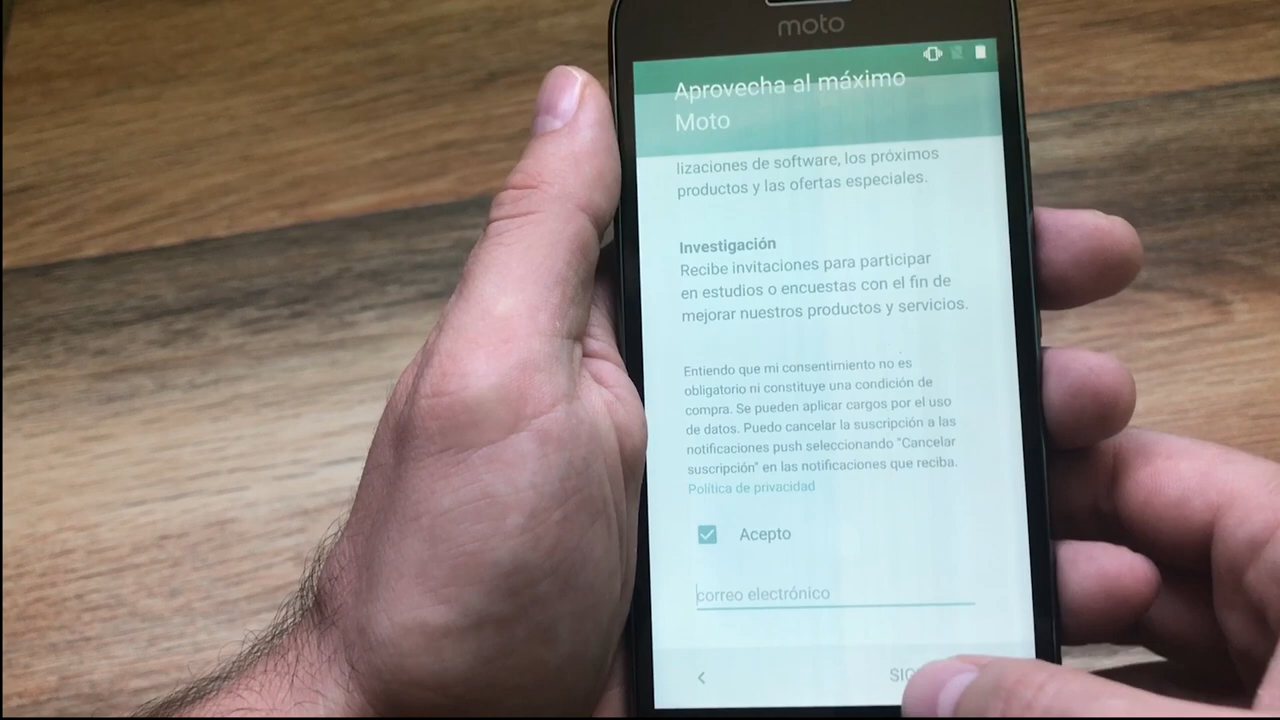 moto
Aprovecha al máximo
Moto
lizaciones de software, los próximos
productos y las ofertas especiales.
Investigación
Recibe invitaciones para participar
en estudios o encuestas con el fin de
mejorar nuestros productos y servicios.
Entiendo que mi consentimiento no es
obligatorio ni constituye una condición de
compra. Se pueden aplicar cargos por el uso
de datos. Puedo cancelar la suscripción a las
notificaciones push seleccionando "Cancelar
suscripción" en las notificaciones que reciba.
Política de privacidad
Acepto
correo electrónico